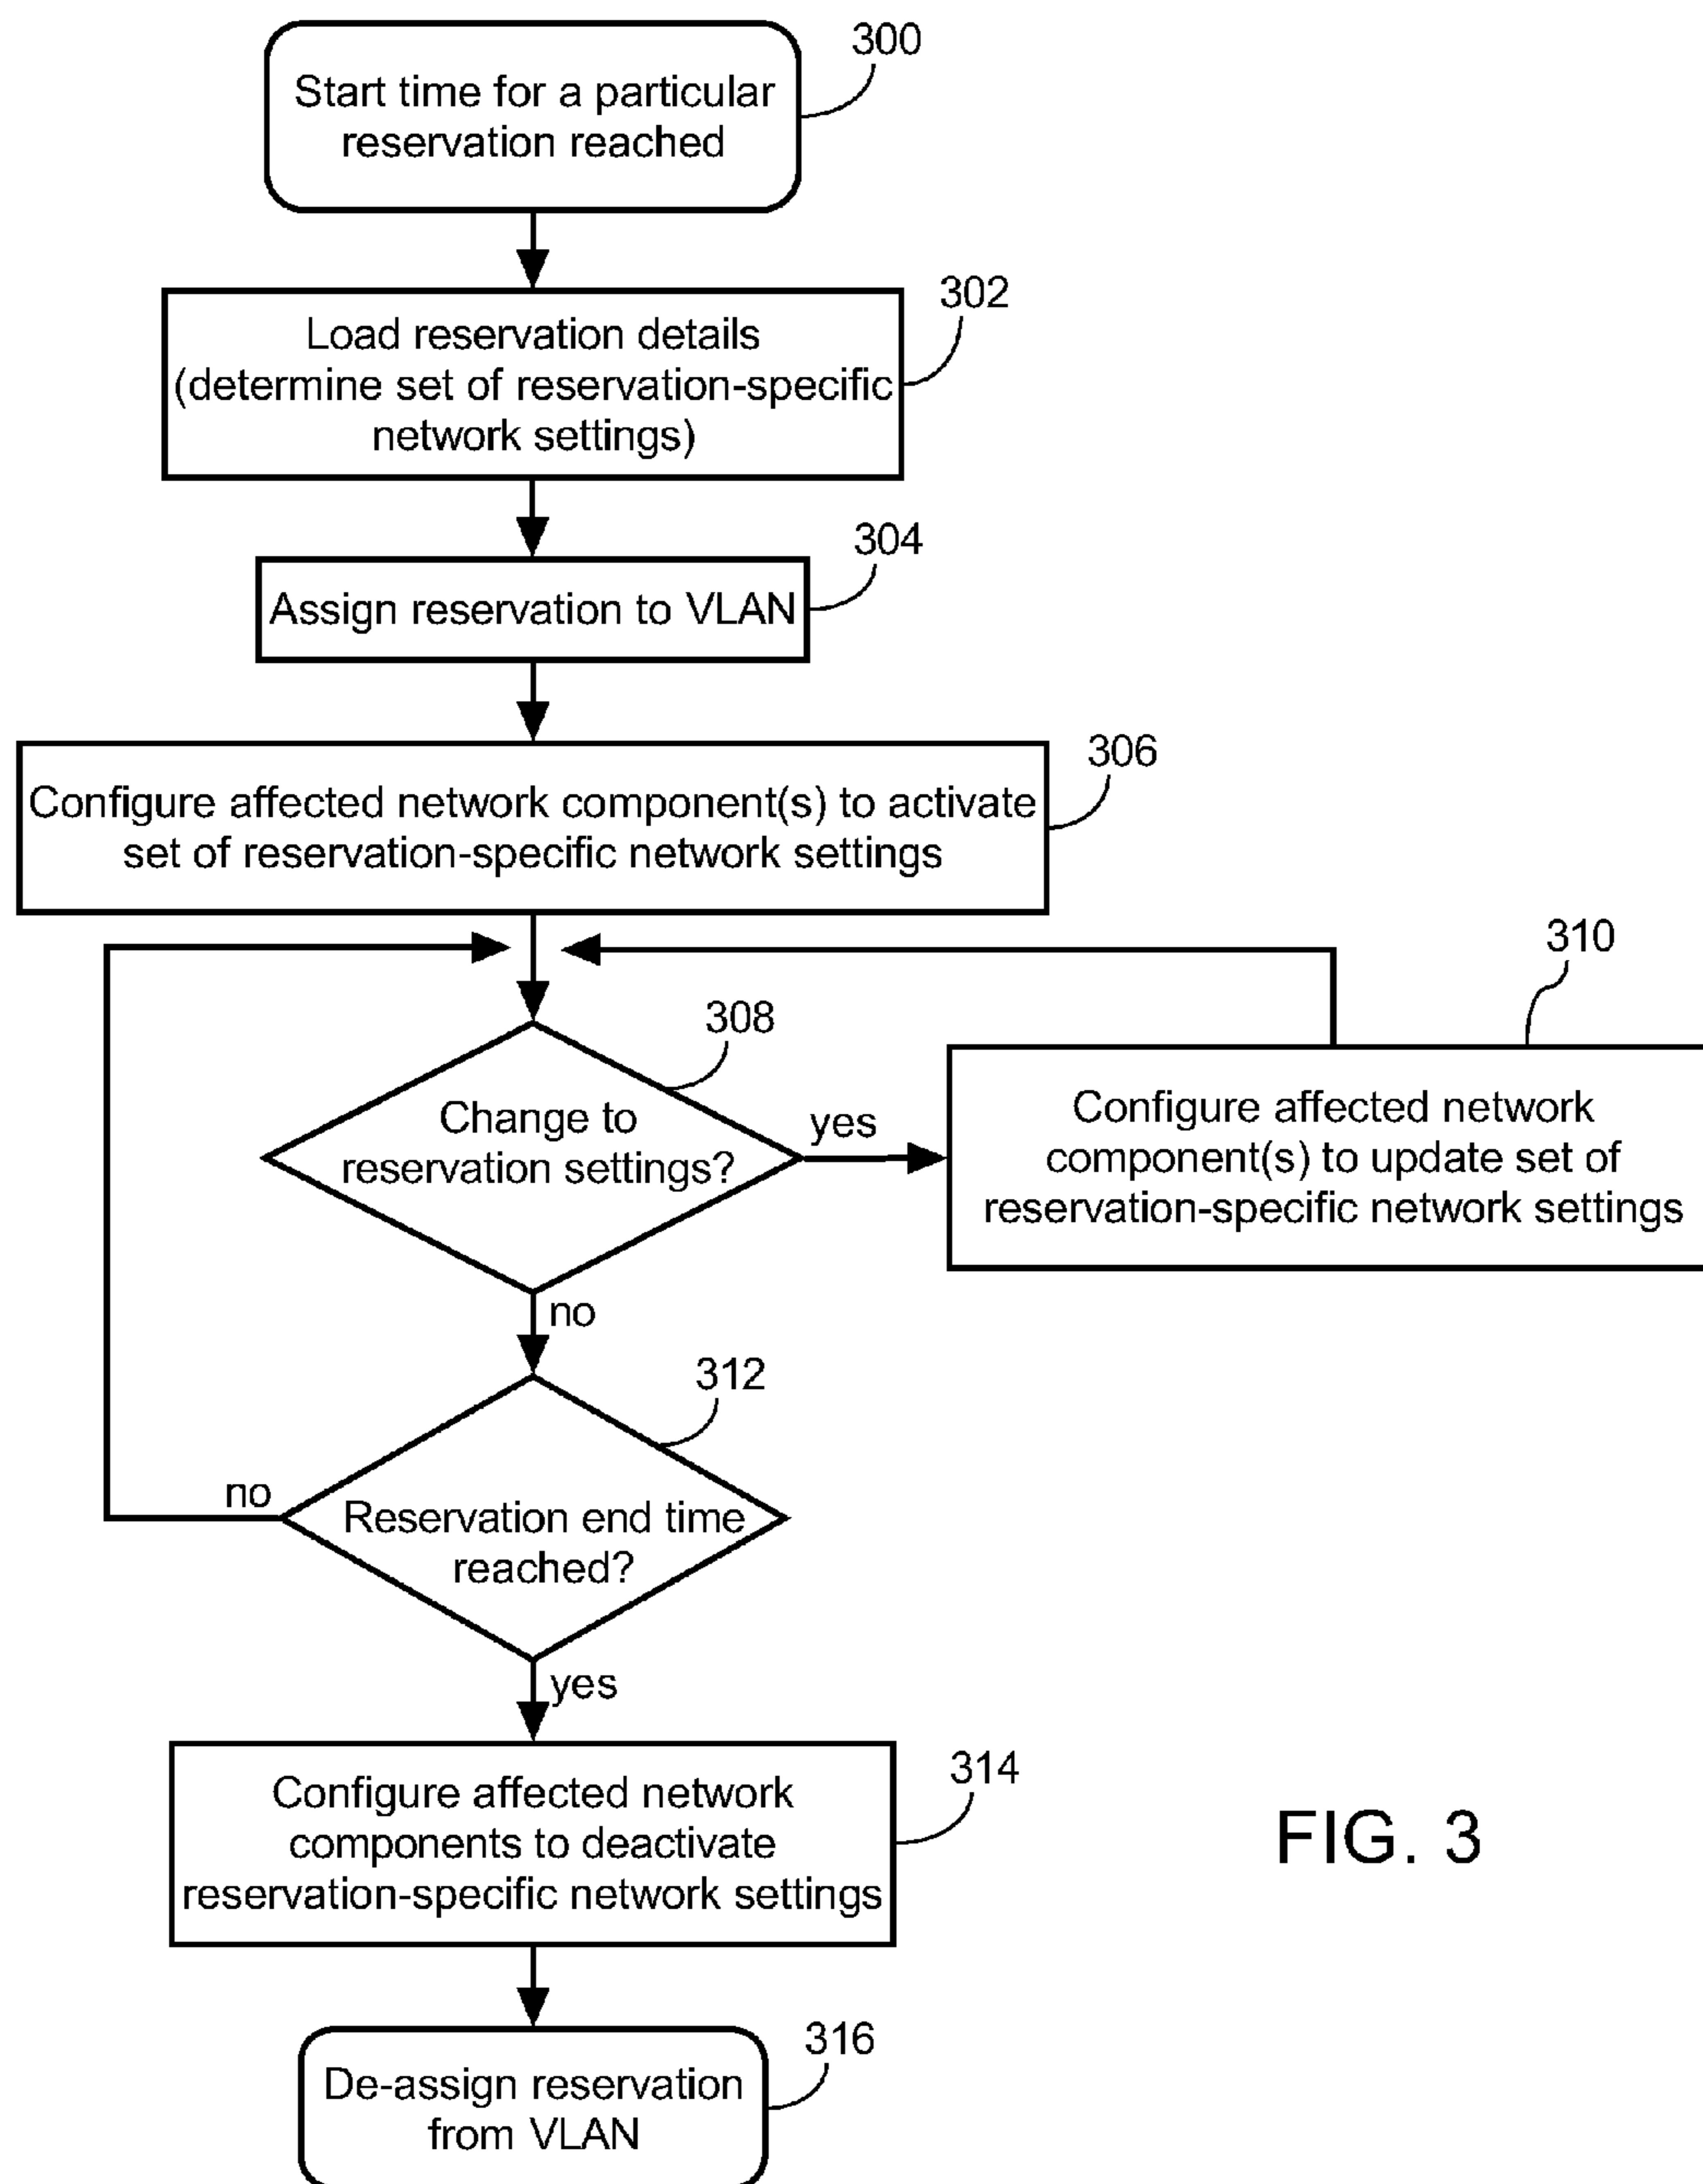 300
Start time for a particular
reservation reached
302
Load reservation details
(determine set of reservation-specific
network settings)
304
Assign reservation to VLAN
306
Configure affected network component(s) to activate
set of reservation-specific network settings
310
308
Change to
reservation settings?
yes
Configure affected network
component(s) to update set of
reservation-specific network settings
no
312
no
Reservation end time
reached?
yes
314
Configure affected network
components to deactivate
reservation-specific network settings
FIG. 3
316
De-assign reservation
from VLAN